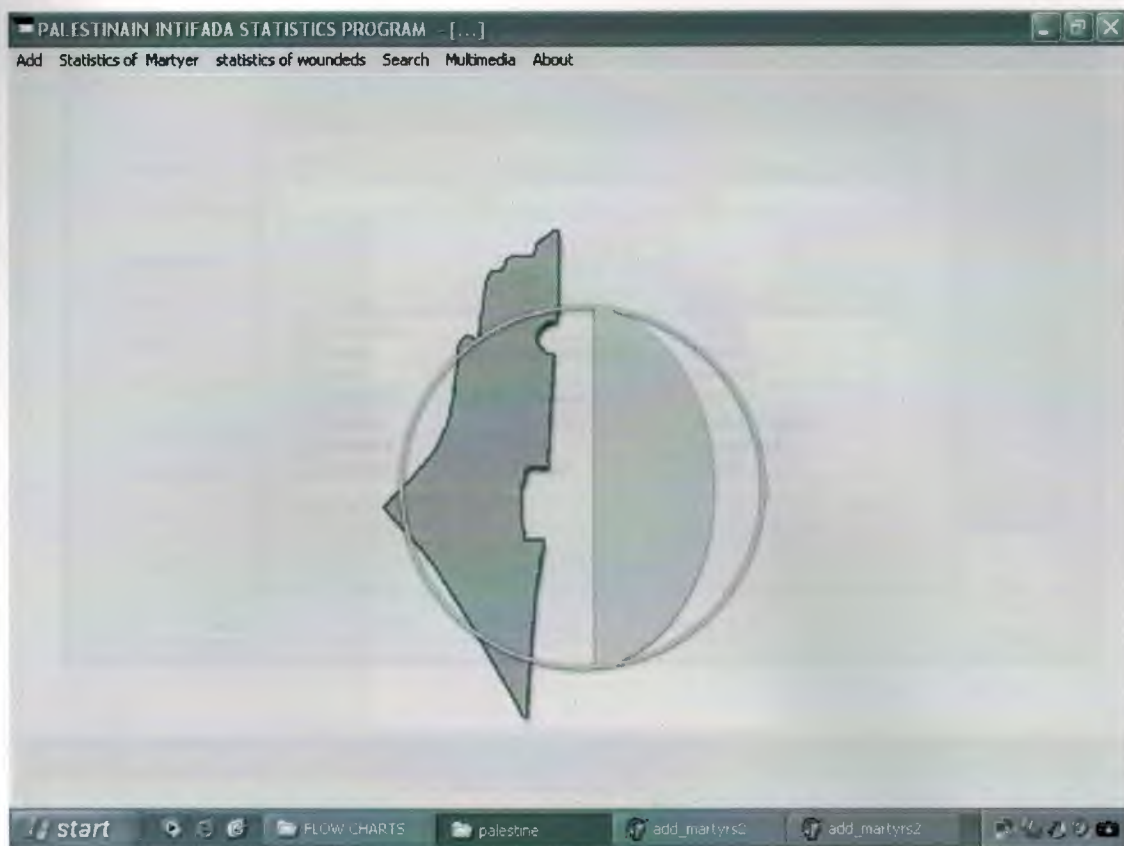 PALESTINAIN INTIFADA STATISTICS PROGRAM - [...]
Add Statistics of Martyer statistics of woundeds Search Multimedia About
start FLOW CHARTS palestine add_martyrs2 add_martyrs2